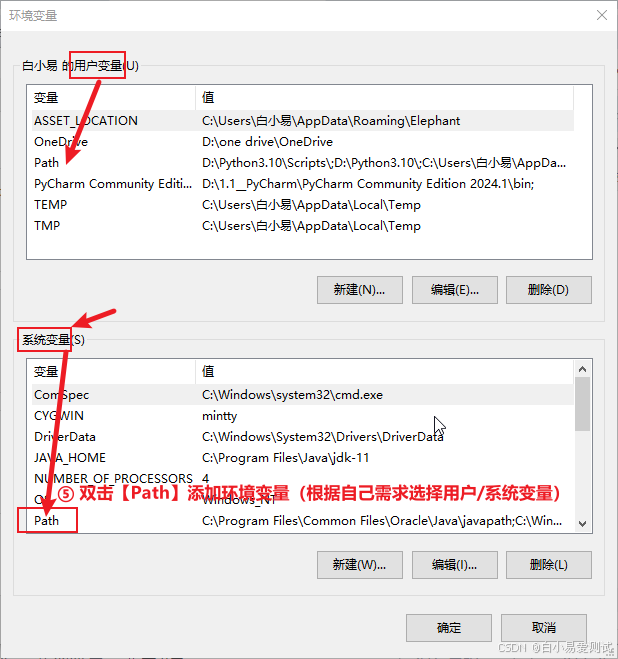 环境变量
白小易 的用户变量(U)
变量 值
ASSET_LOCATION C:\Users\白小易\AppData\Roaming\Elephant
OneDrive D:\one drive\OneDrive
Path D:\Python3.10\Scripts\;D:\Python3.10\;C:\Users\白小易\AppDa...
PyCharm Community Editi... D:\1.1__PyCharm\PyCharm Community Edition 2024.1\bin;
TEMP C:\Users\白小易\AppData\Local\Temp
TMP C:\Users\白小易\AppData\Local\Temp
新建(N)... 编辑(E)... 删除(D)
系统变量(S)
变量 值
ComSpec C:\Windows\system32\cmd.exe
CYGWIN mintty
DriverData C:\Windows\System32\Drivers\DriverData
JAVA_HOME C:\Program Files\Java\jdk-11
NUMBER_OF_PROCESSORS 4
⑤ 双击【Path】添加环境变量（根据自己需求选择用户/系统变量）
OS Windows_NT
Path C:\Program Files\Common Files\Oracle\Java\javapath;C:\Win...
新建(W)... 编辑(I)... 删除(L)
确定 取消
CSDN @白小易爱测试